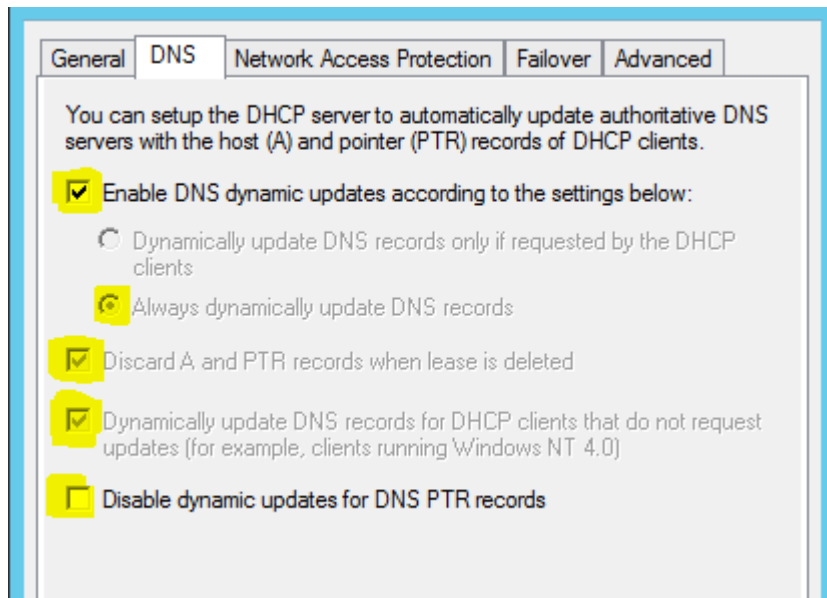 General DNS Network Access Protection Failover Advanced
You can setup the DHCP server to automatically update authoritative DNS
servers with the host (A) and pointer (PTR) records of DHCP clients.
Enable DNS dynamic updates according to the settings below:
Dynamically update DNS records only if requested by the DHCP
clients
Always dynamically update DNS records
Discard A and PTR records when lease is deleted
Dynamically update DNS records for DHCP clients that do not request
updates (for example, clients running Windows NT 4.0)
Disable dynamic updates for DNS PTR records